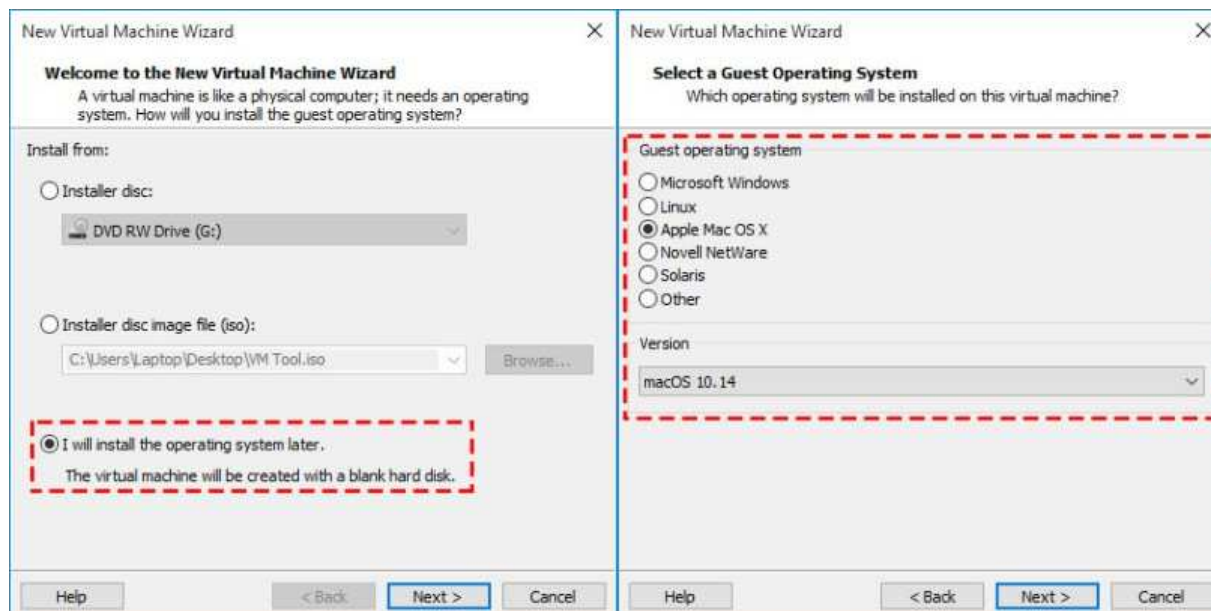 New Virtual Machine Wizard
Welcome to the New Virtual Machine Wizard
A virtual machine is like a physical computer; it needs an operating
system. How will you install the guest operating system?
Install from:
Installer disc:
DVD RW Drive (G:)
Installer disc image file (iso):
C:\Users\Laptop\Desktop\VM Tool.iso
Browse...
I will install the operating system later.
The virtual machine will be created with a blank hard disk.
Help
< Back
Next >
Cancel
New Virtual Machine Wizard
Select a Guest Operating System
Which operating system will be installed on this virtual machine?
Guest operating system
Microsoft Windows
Linux
Apple Mac OS X
Novell NetWare
Solaris
Other
Version
macOS 10.14
Help
< Back
Next >
Cancel